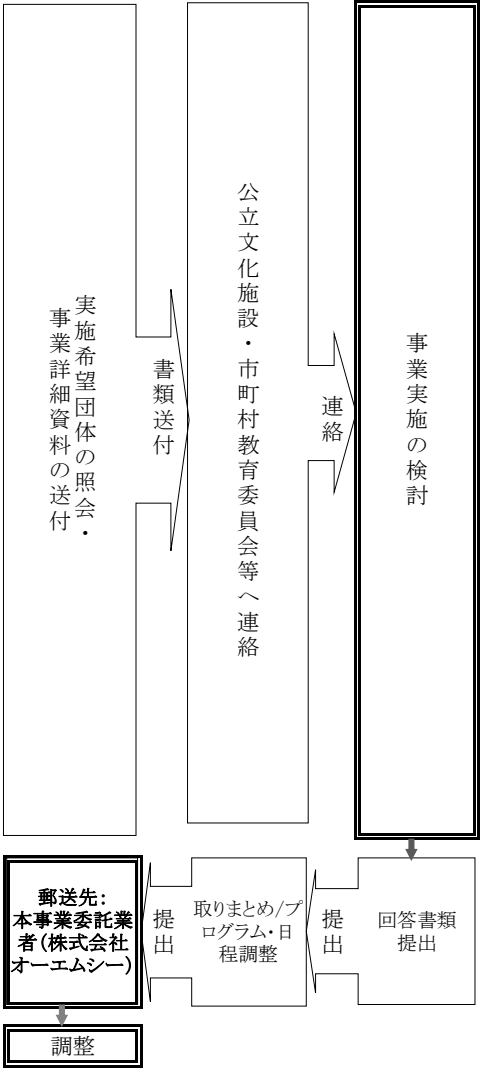 実施希望団体の照会・
事業詳細資料の送付
書類送付
公立文化施設・市町村教育委員会等へ連絡
連絡
事業実施の検討
回答書類
提出
提出
取りまとめ/プ
ログラム・日
程調整
提出
郵送先：
本事業委託業
者（株式会社
オーエムシー）
調整